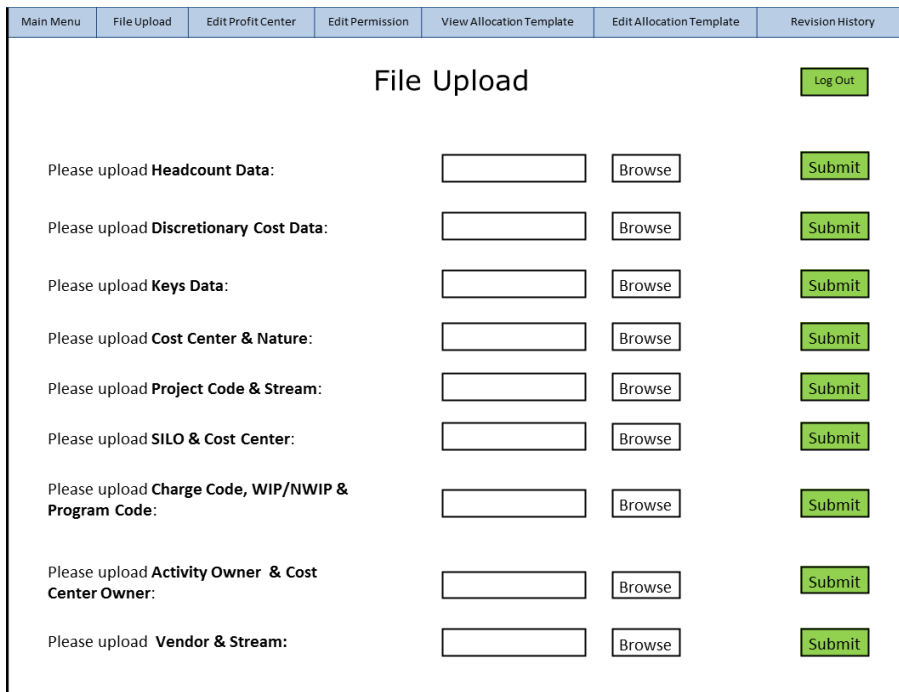 Main Menu File Upload Edit Profit Center Edit Permission View Allocation Template Edit Allocation Template Revision History
File Upload
Log Out
Please upload Headcount Data: Browse Submit
Please upload Discretionary Cost Data: Browse Submit
Please upload Keys Data: Browse Submit
Please upload Cost Center & Nature: Browse Submit
Please upload Project Code & Stream: Browse Submit
Please upload SILO & Cost Center: Browse Submit
Please upload Charge Code, WIP/NWIP &
Program Code: Browse Submit
Please upload Activity Owner & Cost
Center Owner: Browse Submit
Please upload Vendor & Stream: Browse Submit